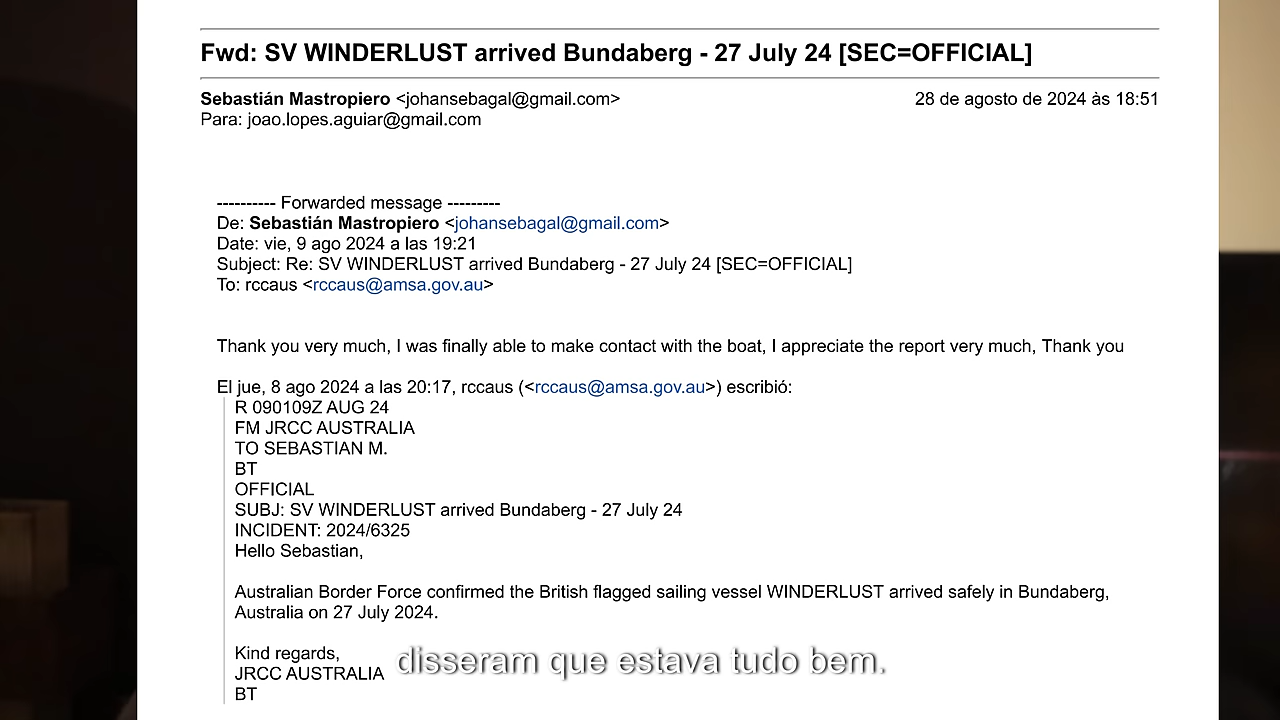 Fwd: SV WINDERLUST arrived Bundaberg - 27 July 24 [SEC=OFFICIAL]
Sebastián Mastropiero <johansebagal@gmail.com> 28 de agosto de 2024 às 18:51
Para: joao.lopes.aguiar@gmail.com
---------- Forwarded message ---------
De: Sebastián Mastropiero <johansebagal@gmail.com>
Date: vie, 9 ago 2024 a las 19:21
Subject: Re: SV WINDERLUST arrived Bundaberg - 27 July 24 [SEC=OFFICIAL]
To: rccaus <rccaus@amsa.gov.au>
Thank you very much, I was finally able to make contact with the boat, I appreciate the report very much, Thank you
El jue, 8 ago 2024 a las 20:17, rccaus (<rccaus@amsa.gov.au>) escribió:
R 090109Z AUG 24
FM JRCC AUSTRALIA
TO SEBASTIAN M.
BT
OFFICIAL
SUBJ: SV WINDERLUST arrived Bundaberg - 27 July 24
INCIDENT: 2024/6325
Hello Sebastian,
Australian Border Force confirmed the British flagged sailing vessel WINDERLUST arrived safely in Bundaberg,
Australia on 27 July 2024.
Kind regards,
JRCC AUSTRALIA
BT
disseram que estava tudo bem.